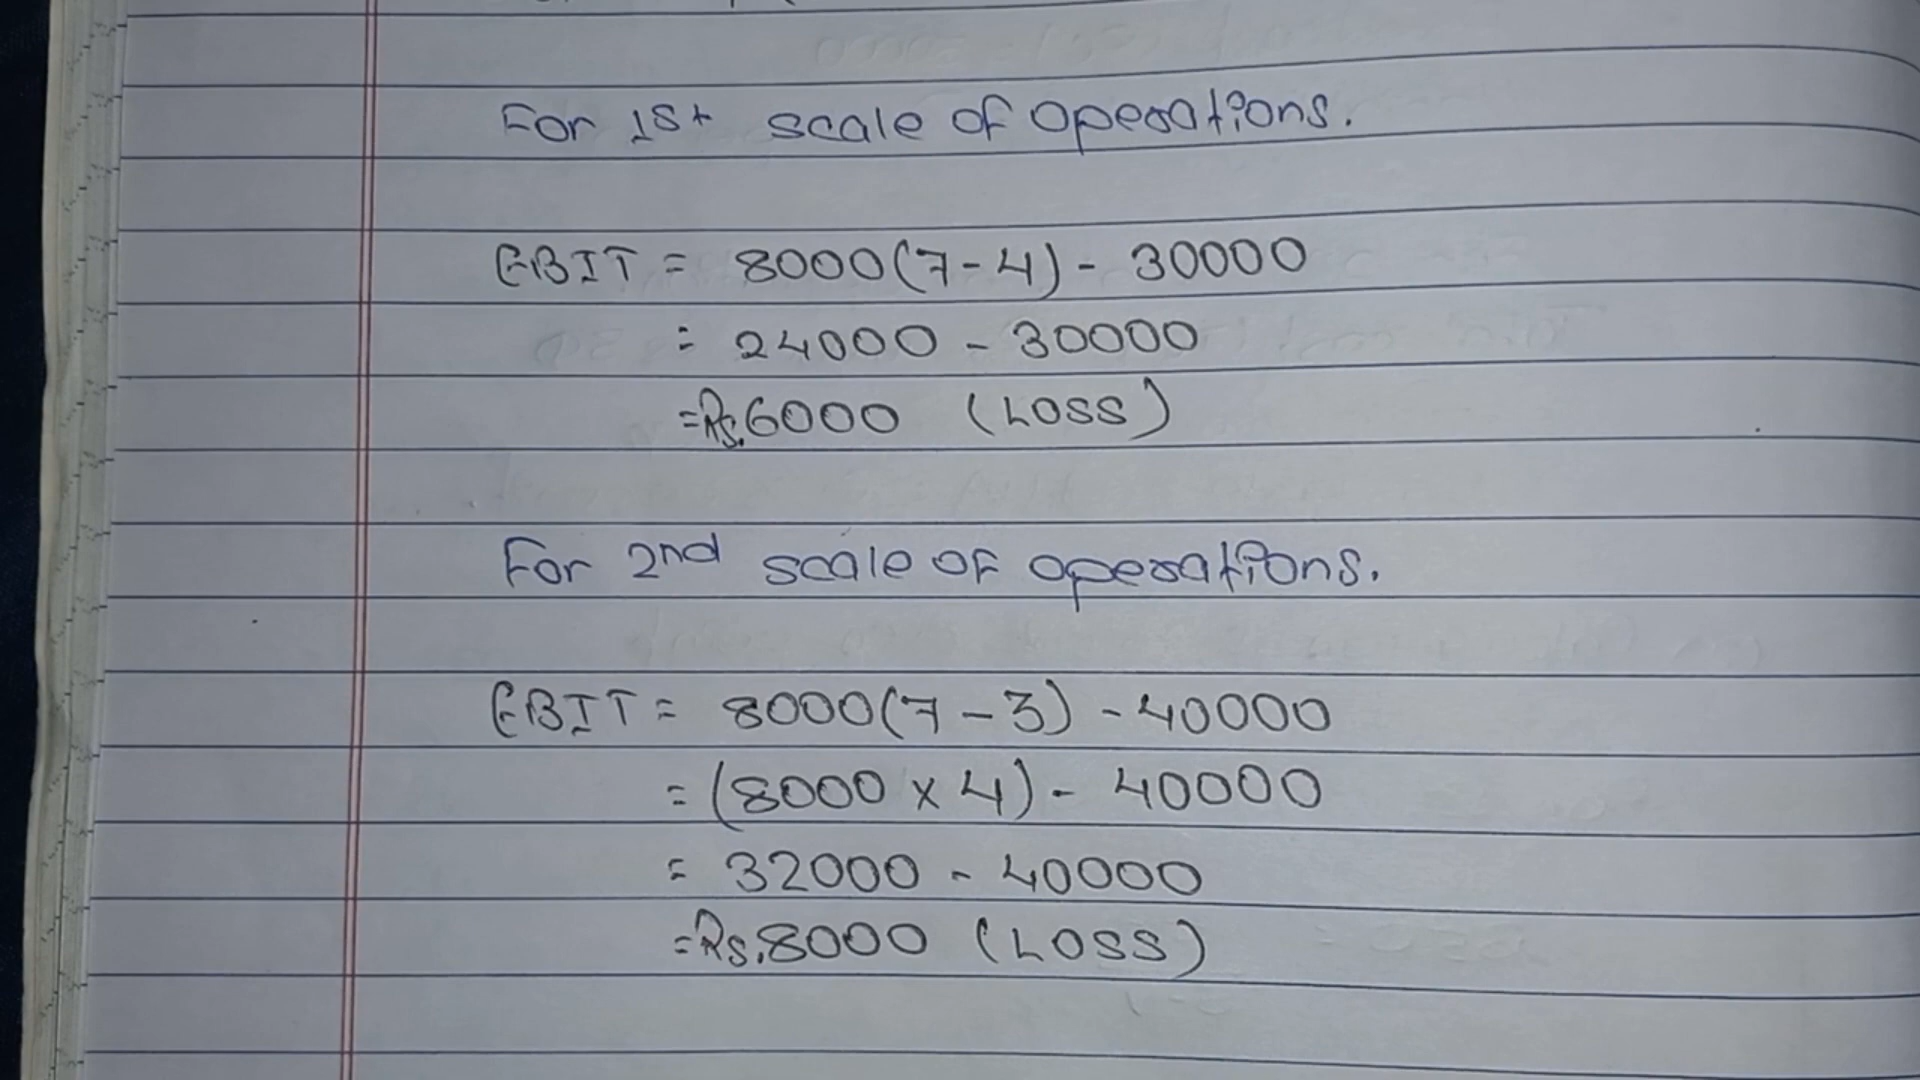 For 1st scale of operations.
EBIT = 8000(7-4) - 30000
= 24000 - 30000
=Rs.6000 (LOSS)
For 2nd scale of operations.
EBIT = 8000(7-3) - 40000
= (8000 x 4) - 40000
= 32000 - 40000
=Rs.8000 (LOSS)